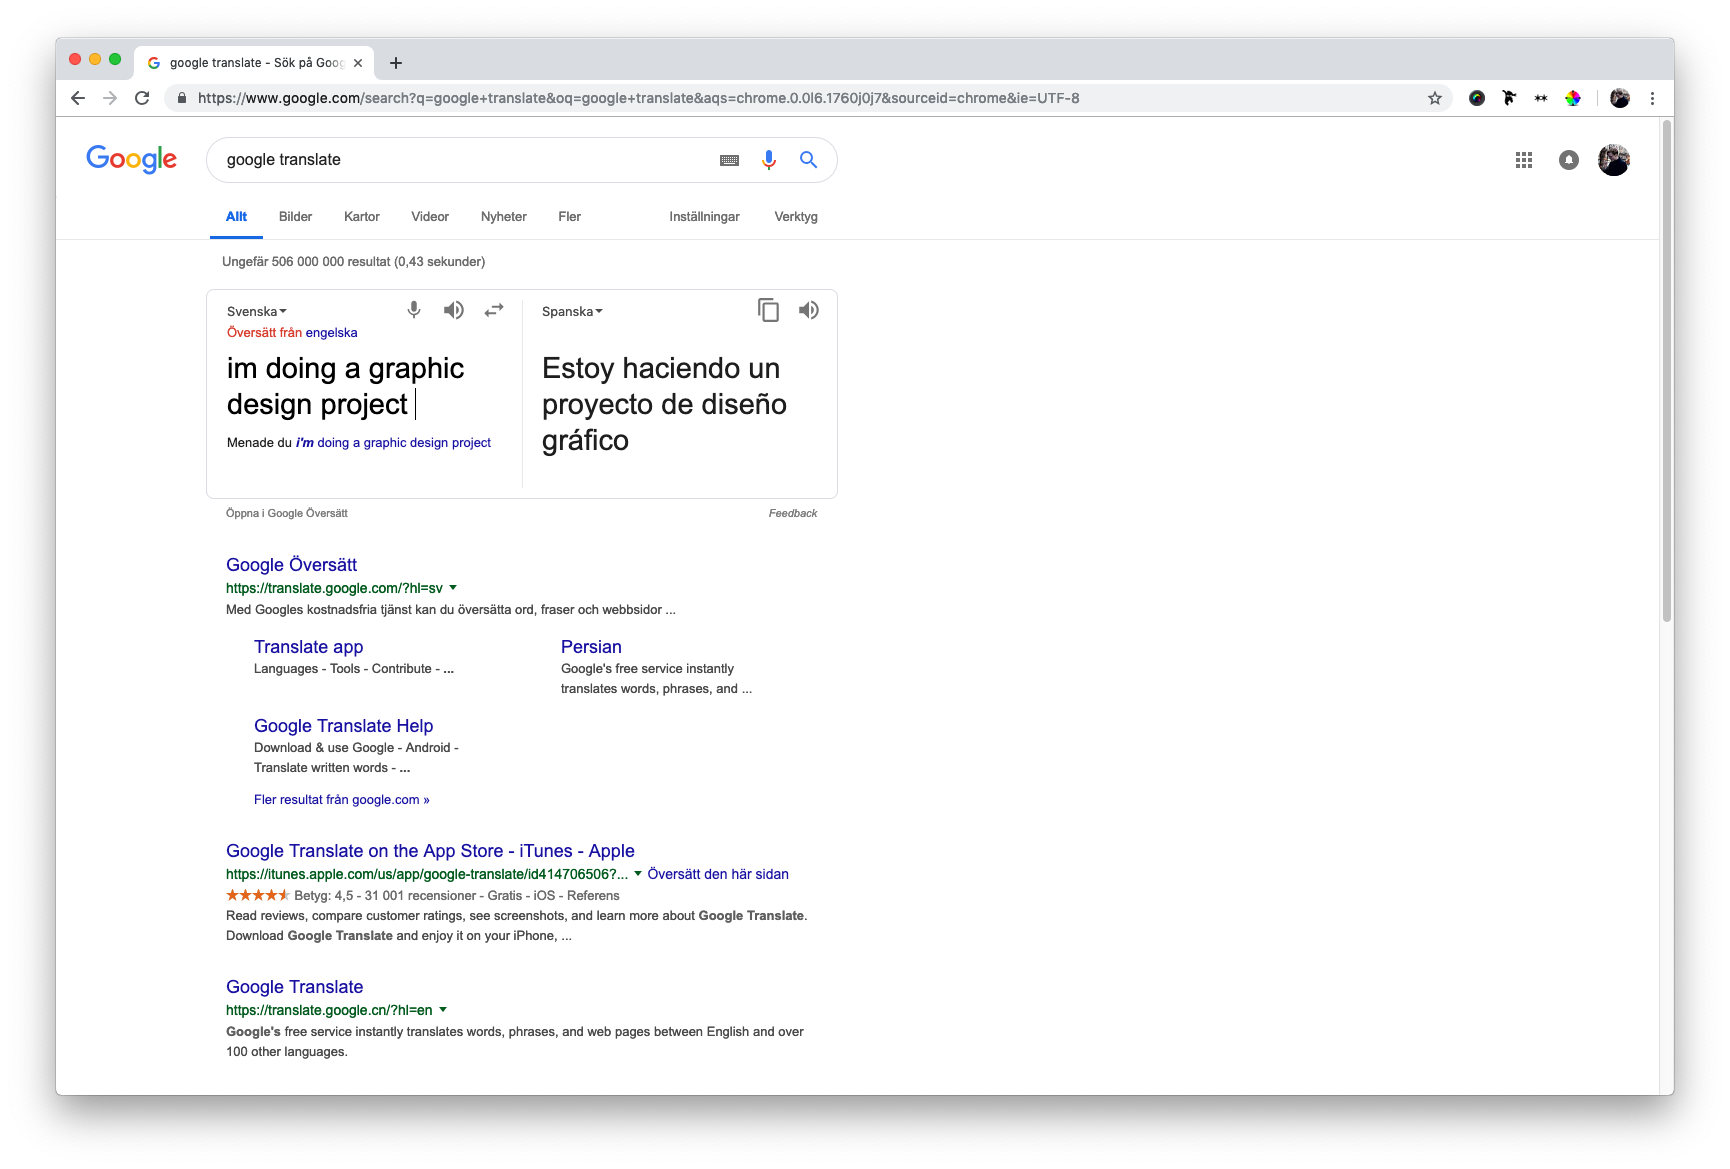 google translate - Sök på Goog
https://www.google.com/search?q=google+translate&oq=google+translate&aqs=chrome.0.0l6.1760j0j7&sourceid=chrome&ie=UTF-8
Google
google translate
Allt Bilder Kartor Videor Nyheter Fler Inställningar Verktyg
Ungefär 506 000 000 resultat (0,43 sekunder)
Svenska
Översätt från engelska
im doing a graphic
design project
Menade du i'm doing a graphic design project
Spanska
Estoy haciendo un
proyecto de diseño
gráfico
Öppna i Google Översätt
Feedback
Google Översätt
https://translate.google.com/?hl=sv
Med Googles kostnadsfria tjänst kan du översätta ord, fraser och webbsidor ...
Translate app
Languages - Tools - Contribute - ...
Persian
Google's free service instantly
translates words, phrases, and ...
Google Translate Help
Download & use Google - Android -
Translate written words - ...
Fler resultat från google.com »
Google Translate on the App Store - iTunes - Apple
https://itunes.apple.com/us/app/google-translate/id414706506?... Översätt den här sidan
Betyg: 4,5 - 31 001 recensioner - Gratis - iOS - Referens
Read reviews, compare customer ratings, see screenshots, and learn more about Google Translate.
Download Google Translate and enjoy it on your iPhone, ...
Google Translate
https://translate.google.cn/?hl=en
Google's free service instantly translates words, phrases, and web pages between English and over
100 other languages.